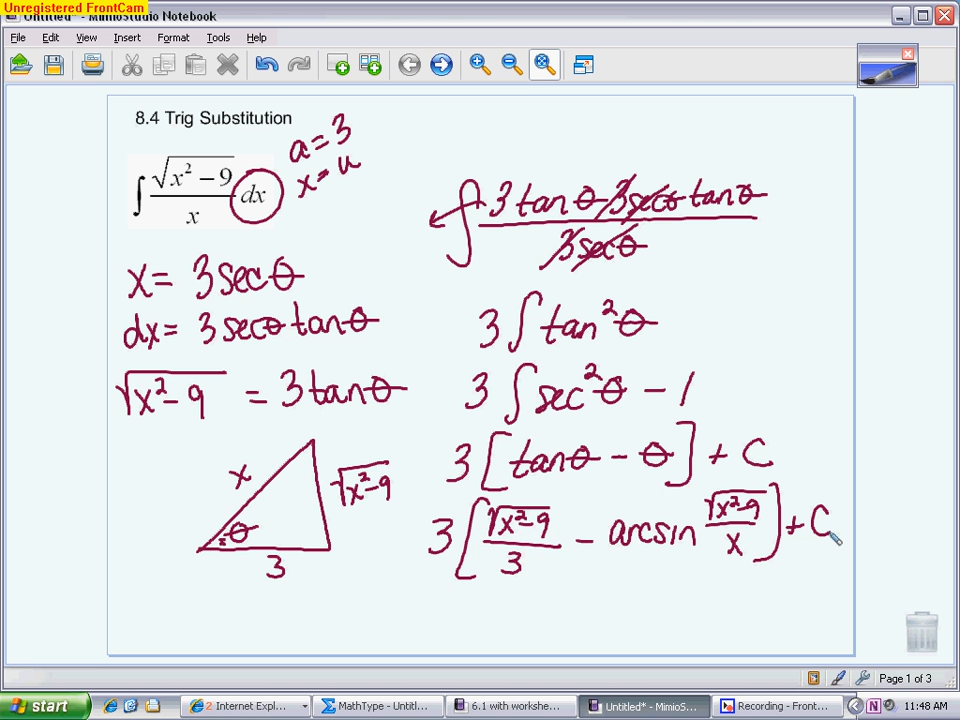 Unregistered FrontCam
Untitled* - MimioStudio Notebook
File Edit View Insert Format Tools Help
8.4 Trig Substitution
a = 3
x = u
∫ √(x² − 9) / x dx
x = 3 sec θ
dx = 3 sec θ tan θ
√(x² − 9) = 3 tan θ
x
√(x² − 9)
θ
3
∫ 3 tan θ · 3 sec θ tan θ / 3 sec θ
3 ∫ tan² θ
3 ∫ sec² θ − 1
3 [tan θ − θ] + C
3 [√(x² − 9) / 3 − arcsin √(x² − 9) / x] + C
Page 1 of 3
start
2 Internet Expl...
MathType - Untitl...
6.1 with workshe...
Untitled* - MimioS...
Recording - Front...
11:48 AM